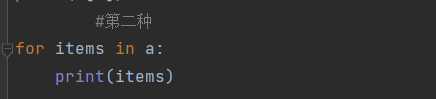 #第二种
for items in a:
print(items)